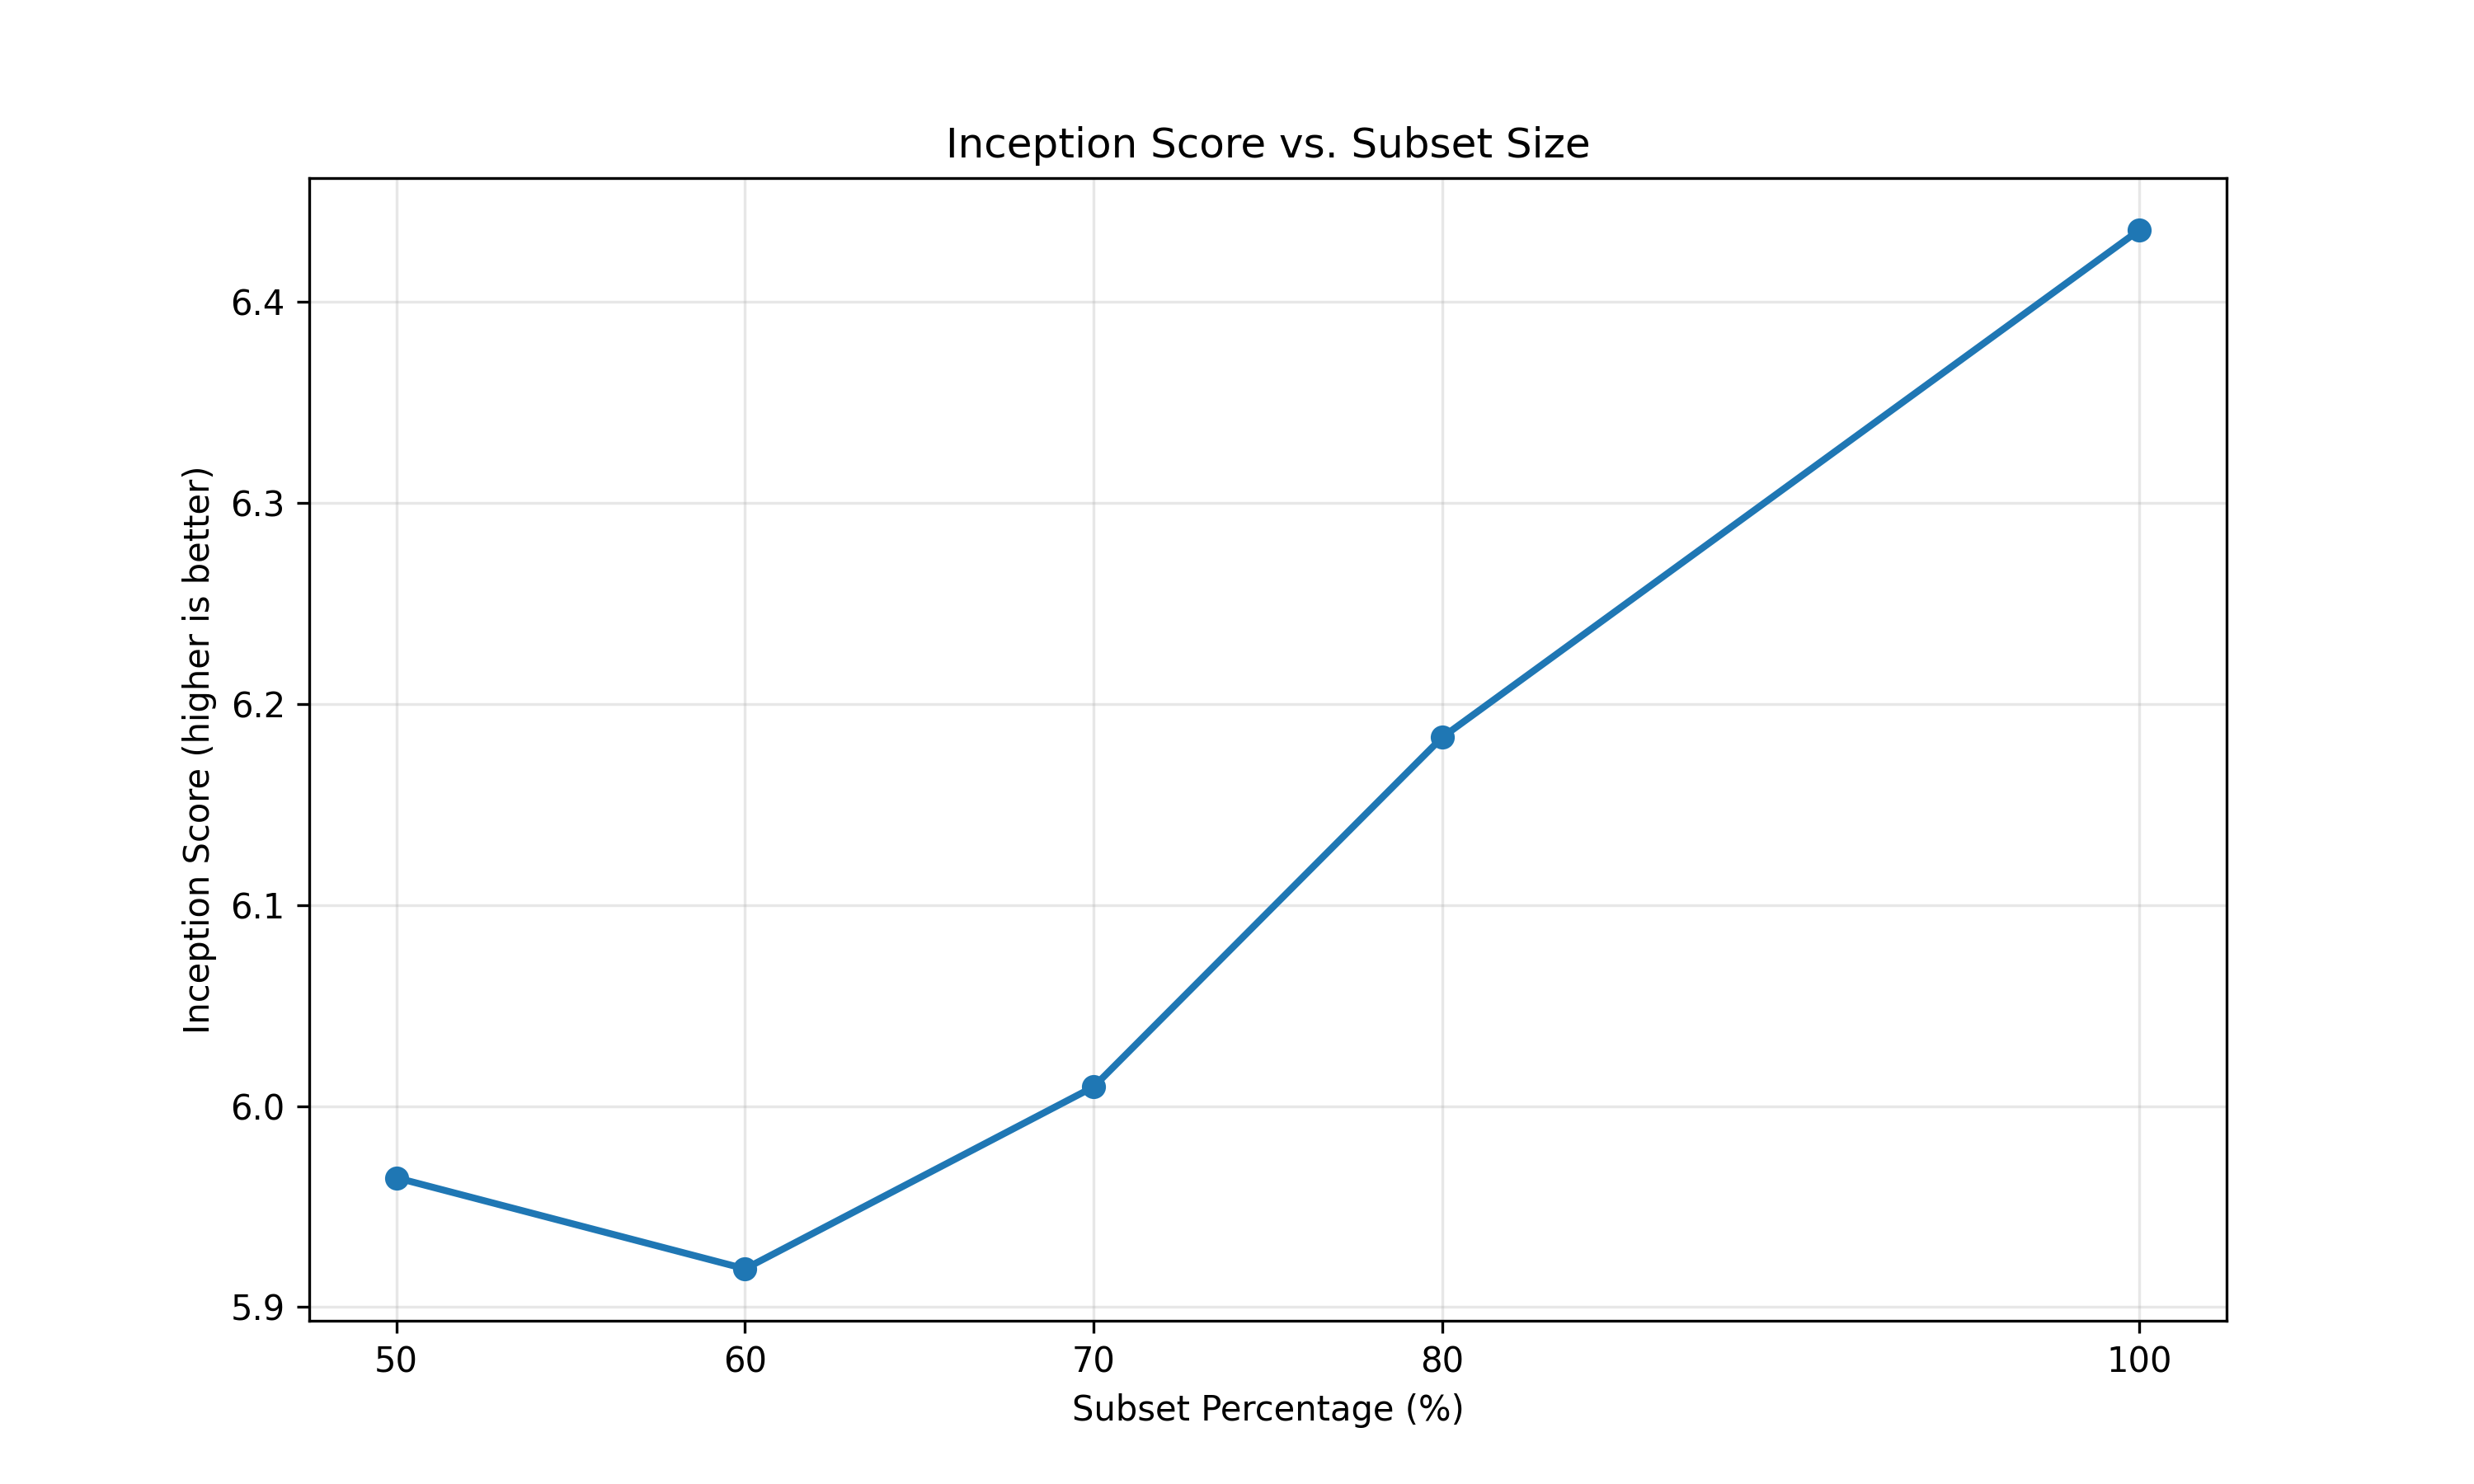 Inception Score vs. Subset Size
Inception Score (higher is better)
6.4
6.3
6.2
6.1
6.0
5.9
50 60 70 80 100
Subset Percentage (%)